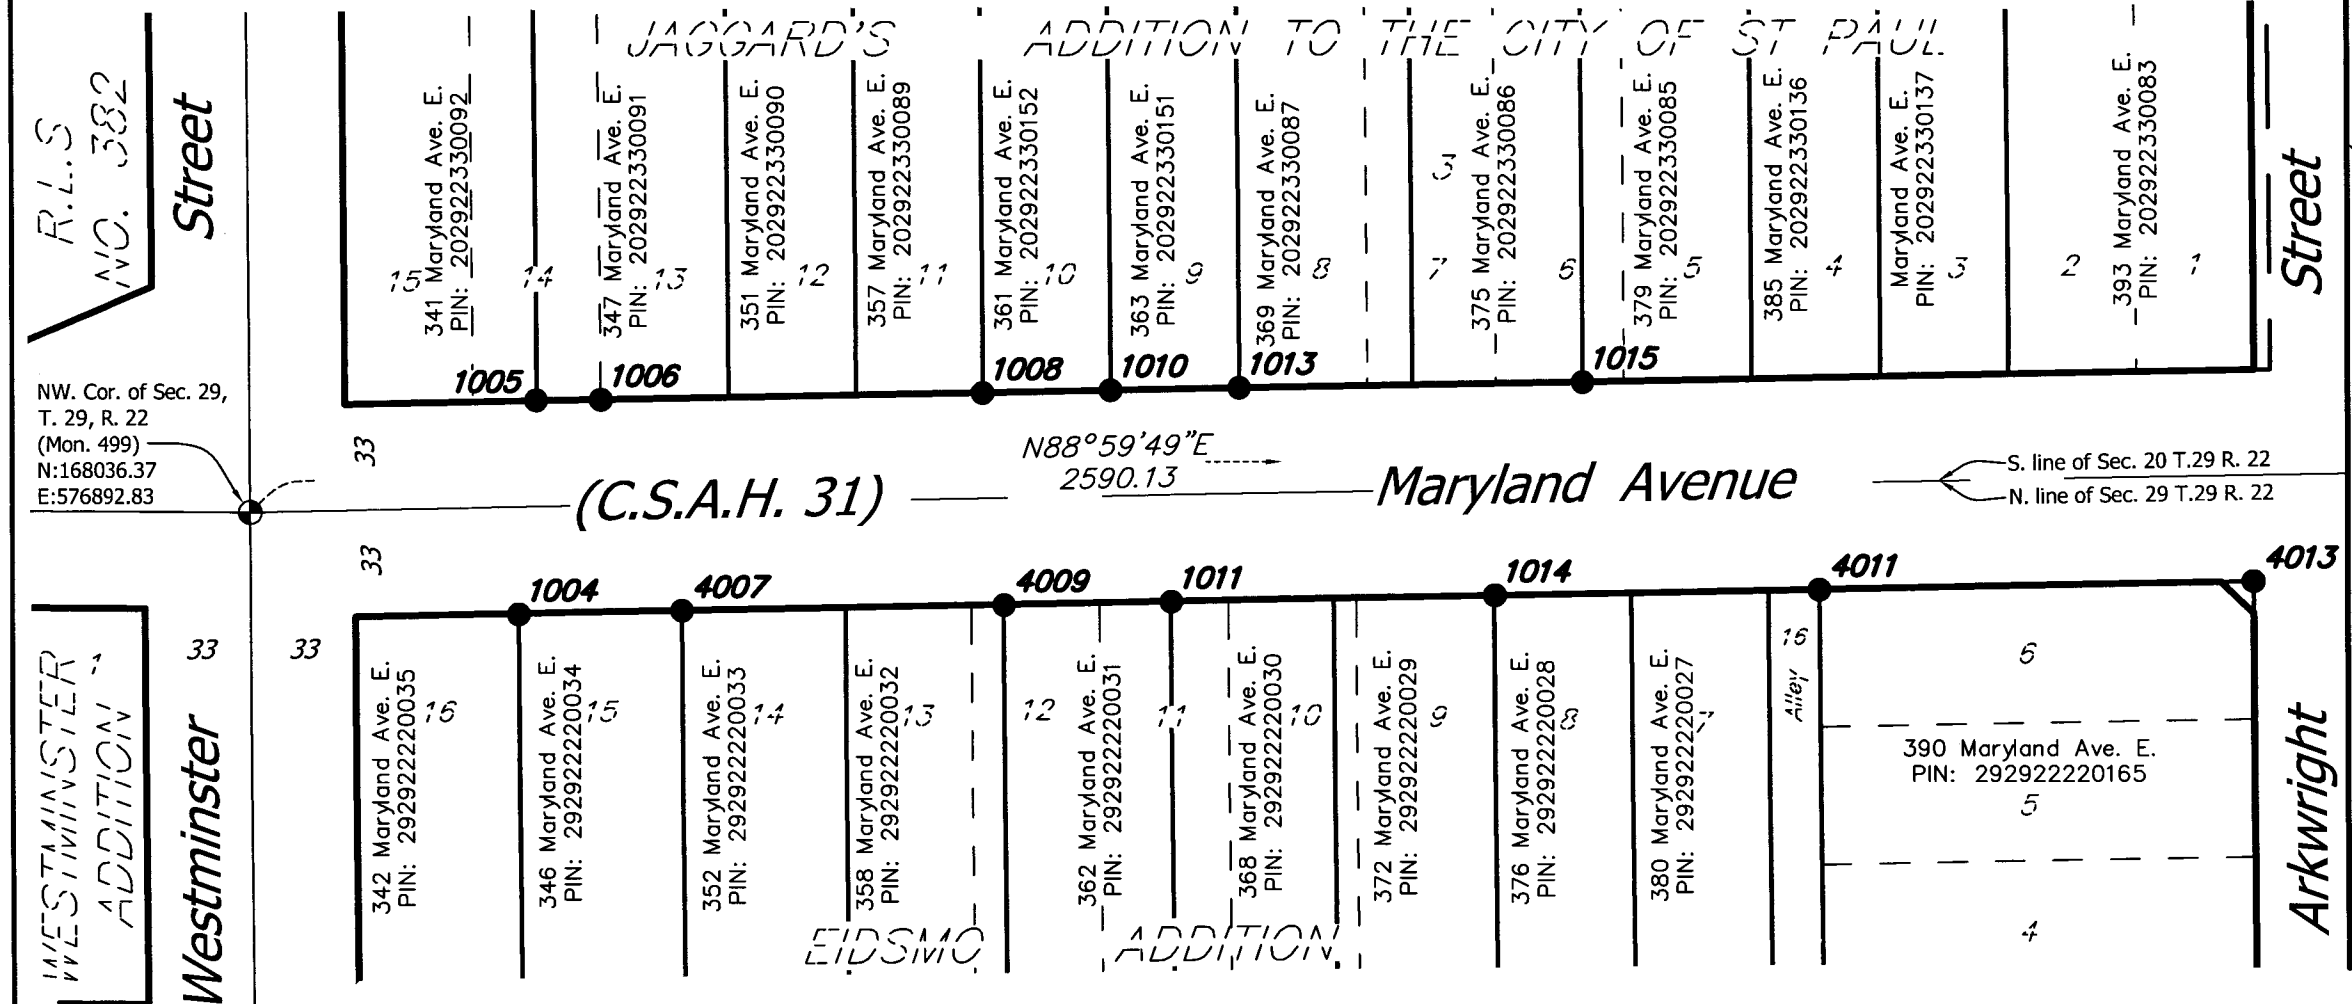 JAGGARD'S ADDITION TO THE CITY OF ST PAUL
R.L.S
NO. 382
Street
341 Maryland Ave. E.
PIN: 202922330092
347 Maryland Ave. E.
PIN: 202922330091
351 Maryland Ave. E.
PIN: 202922330090
357 Maryland Ave. E.
PIN: 202922330089
361 Maryland Ave. E.
PIN: 202922330152
363 Maryland Ave. E.
PIN: 202922330151
369 Maryland Ave. E.
PIN: 202922330087
3
375 Maryland Ave. E.
PIN: 202922330086
379 Maryland Ave. E.
PIN: 202922330085
385 Maryland Ave. E.
PIN: 202922330136
Maryland Ave. E.
PIN: 202922330137
393 Maryland Ave. E.
PIN: 202922330083
Street
15 14 13 12 11 10 9 8 7 6 5 4 3 2 1
1005 1006 1008 1010 1013 1015
NW. Cor. of Sec. 29,
T. 29, R. 22
(Mon. 499)
N:168036.37
E:576892.83
33
N88°59'49"E
2590.13
(C.S.A.H. 31) Maryland Avenue
S. line of Sec. 20 T.29 R. 22
N. line of Sec. 29 T.29 R. 22
33
1004 4007 4009 1011 1014 4011 4013
33 33
WESTMINSTER
ADDITION
1
Westminster
342 Maryland Ave. E.
PIN: 292922220035
346 Maryland Ave. E.
PIN: 292922220034
352 Maryland Ave. E.
PIN: 292922220033
358 Maryland Ave. E.
PIN: 292922220032
362 Maryland Ave. E.
PIN: 292922220031
368 Maryland Ave. E.
PIN: 292922220030
372 Maryland Ave. E.
PIN: 292922220029
376 Maryland Ave. E.
PIN: 292922220028
380 Maryland Ave. E.
PIN: 292922220027
16 15 14 13 12 11 10 9 8 7
16
Alley
6
390 Maryland Ave. E.
PIN: 292922220165
5
4
Arkwright
EIDSMO ADDITION